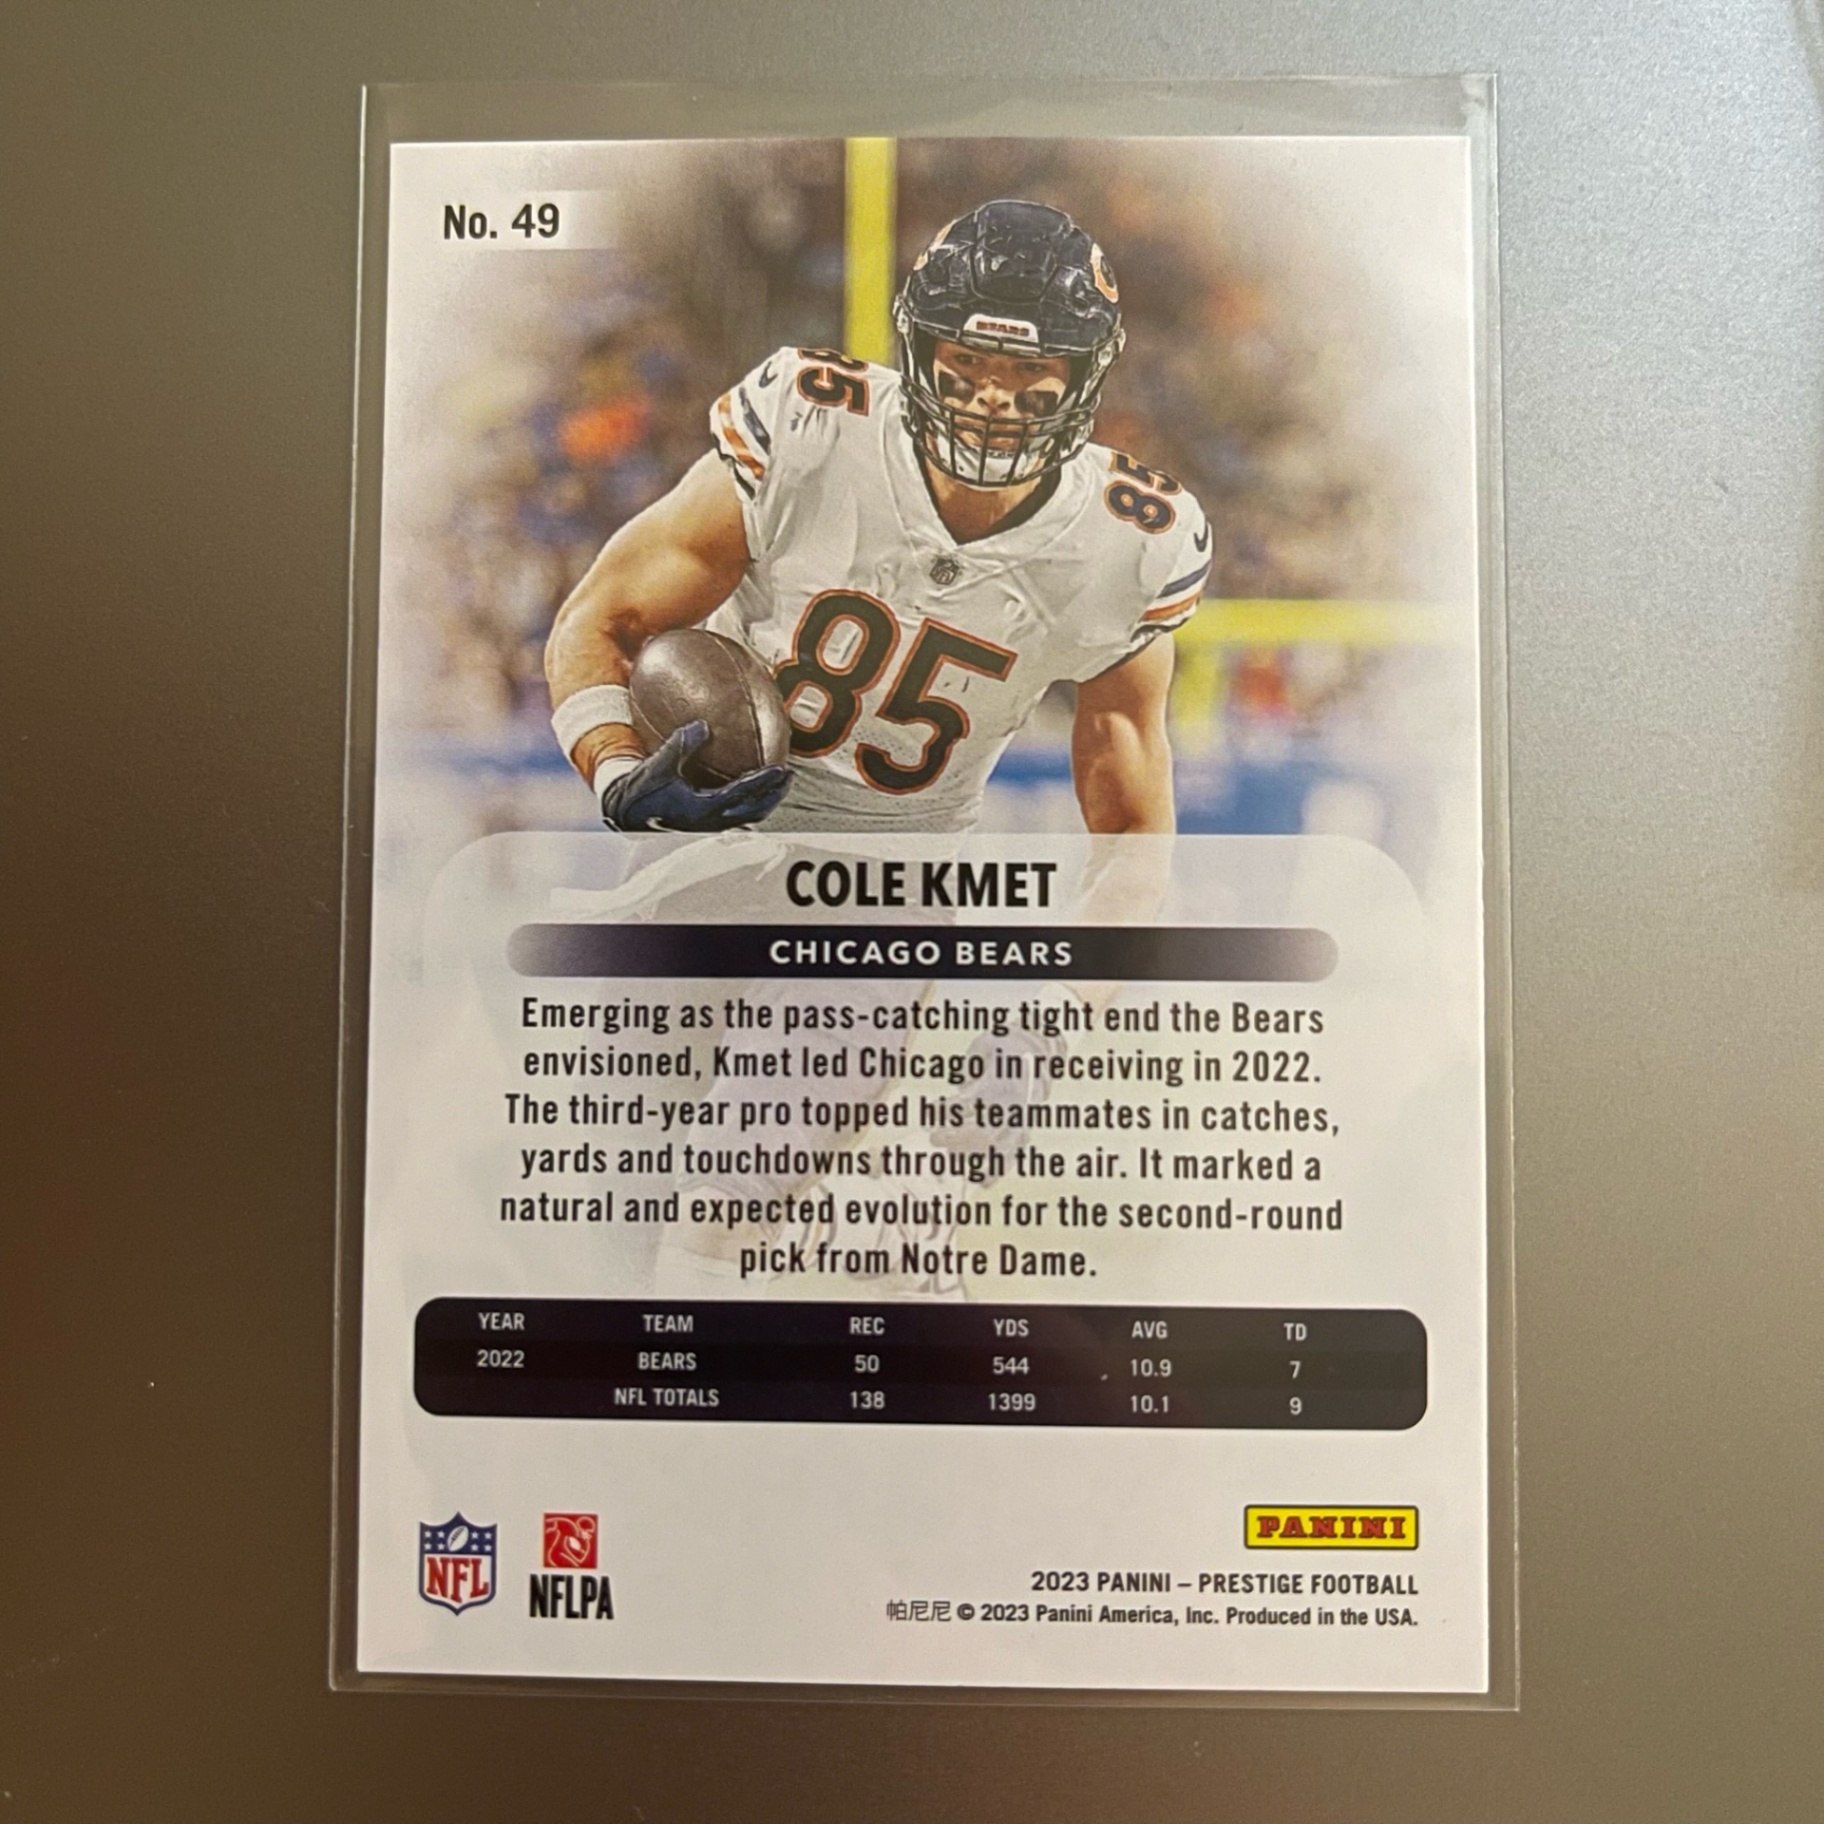 No. 49
BEARS
85
85
85
COLE KMET
CHICAGO BEARS
Emerging as the pass-catching tight end the Bears
envisioned, Kmet led Chicago in receiving in 2022.
The third-year pro topped his teammates in catches,
yards and touchdowns through the air. It marked a
natural and expected evolution for the second-round
pick from Notre Dame.
YEAR TEAM REC YDS AVG TD
2022 BEARS 50 544 10.9 7
NFL TOTALS 138 1399 10.1 9
NFL
NFLPA
PANINI
2023 PANINI – PRESTIGE FOOTBALL
帕尼尼 © 2023 Panini America, Inc. Produced in the USA.